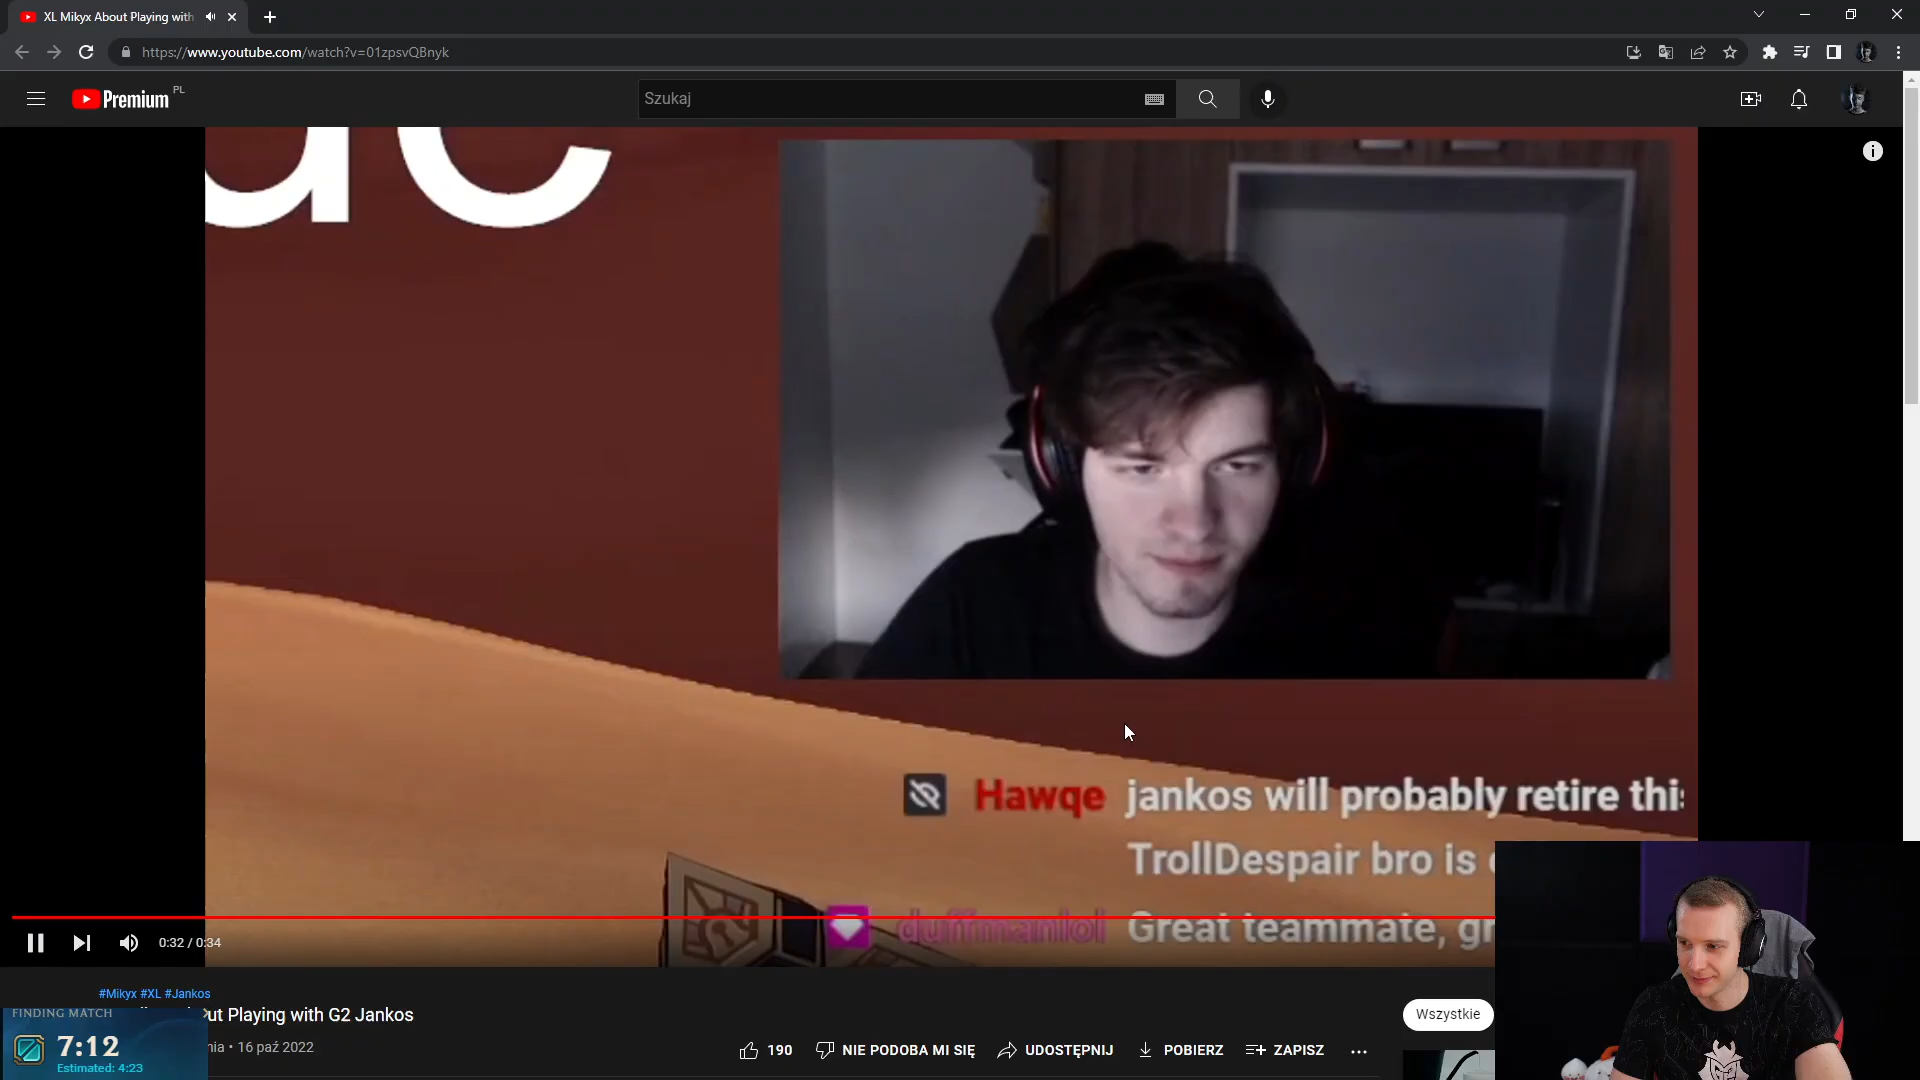 XL Mikyx About Playing with
https://www.youtube.com/watch?v=01zpsvQBnyk
Premium PL
Szukaj
ue
Hawqe jankos will probably retire this
TrollDespair bro is
duffmanlol Great teammate, gr
0:32 / 0:34
#Mikyx #XL #Jankos
ut Playing with G2 Jankos
Wszystkie
FINDING MATCH
7:12
Estimated: 4:23
nia • 16 paź 2022
190 NIE PODOBA MI SIĘ UDOSTĘPNIJ POBIERZ ZAPISZ